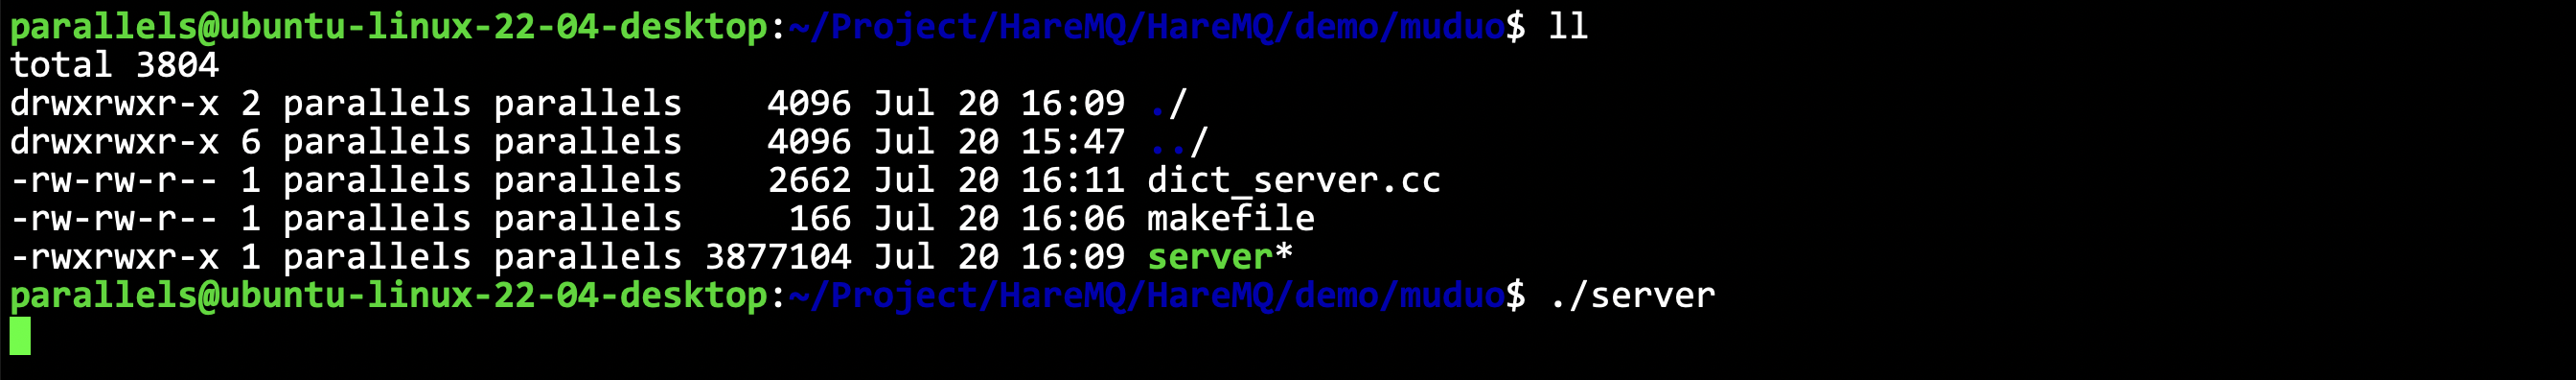 parallels@ubuntu-linux-22-04-desktop:~/Project/HareMQ/HareMQ/demo/muduo$ ll
total 3804
drwxrwxr-x 2 parallels parallels    4096 Jul 20 16:09 ./
drwxrwxr-x 6 parallels parallels    4096 Jul 20 15:47 ../
-rw-rw-r-- 1 parallels parallels    2662 Jul 20 16:11 dict_server.cc
-rw-rw-r-- 1 parallels parallels     166 Jul 20 16:06 makefile
-rwxrwxr-x 1 parallels parallels 3877104 Jul 20 16:09 server*
parallels@ubuntu-linux-22-04-desktop:~/Project/HareMQ/HareMQ/demo/muduo$ ./server